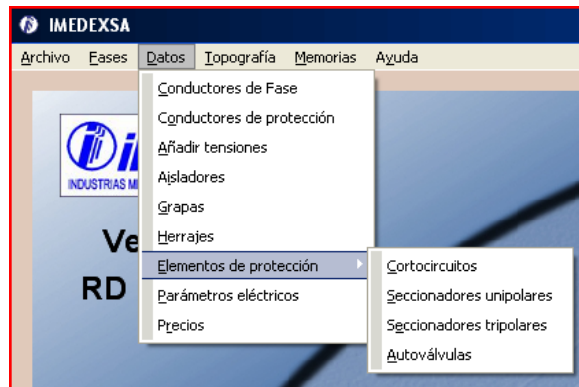 IMEDEXSA
Archivo Fases Datos Topografía Memorias Ayuda
Conductores de Fase
Conductores de protección
Añadir tensiones
Aisladores
Grapas
Herrajes
Elementos de protección
Parámetros eléctricos
Precios
Cortocircuitos
Seccionadores unipolares
Seccionadores tripolares
Autoválvulas
INDUSTRIAS
Ve
RD